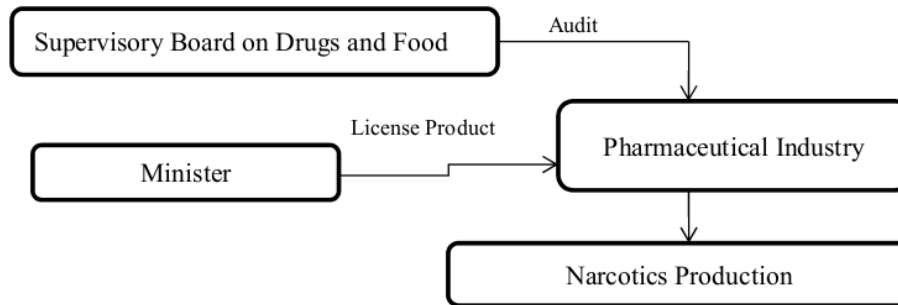 Supervisory Board on Drugs and Food
Audit
License Product
Pharmaceutical Industry
Minister
Narcotics Production